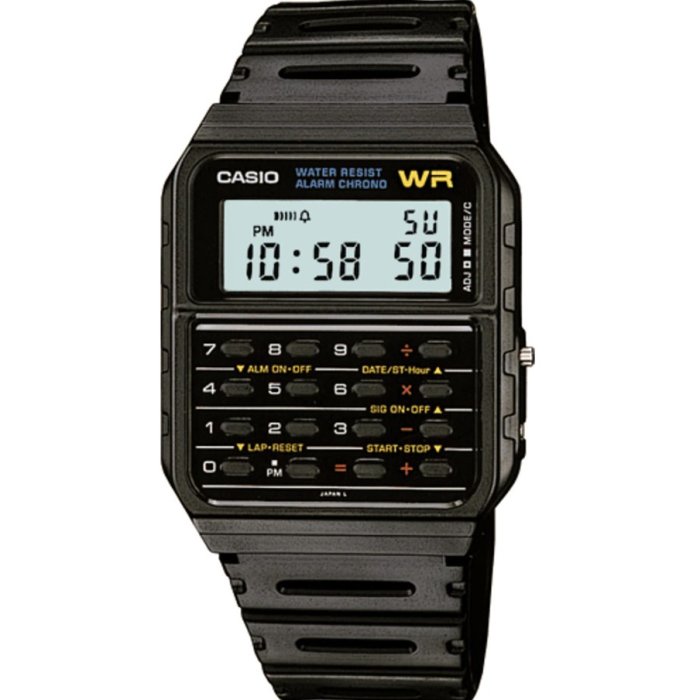 CASIO WATER RESIST WR
ALARM CHRONO
PM SU
10:58 50
ADJ MODE/C
7 8 9 ÷
▼ ALM ON•OFF DATE/ST-Hour ▲
4 5 6 ×
SIG ON•OFF ▲
1 2 3 −
▼ LAP•RESET START•STOP ▼
0 PM = +
JAPAN L